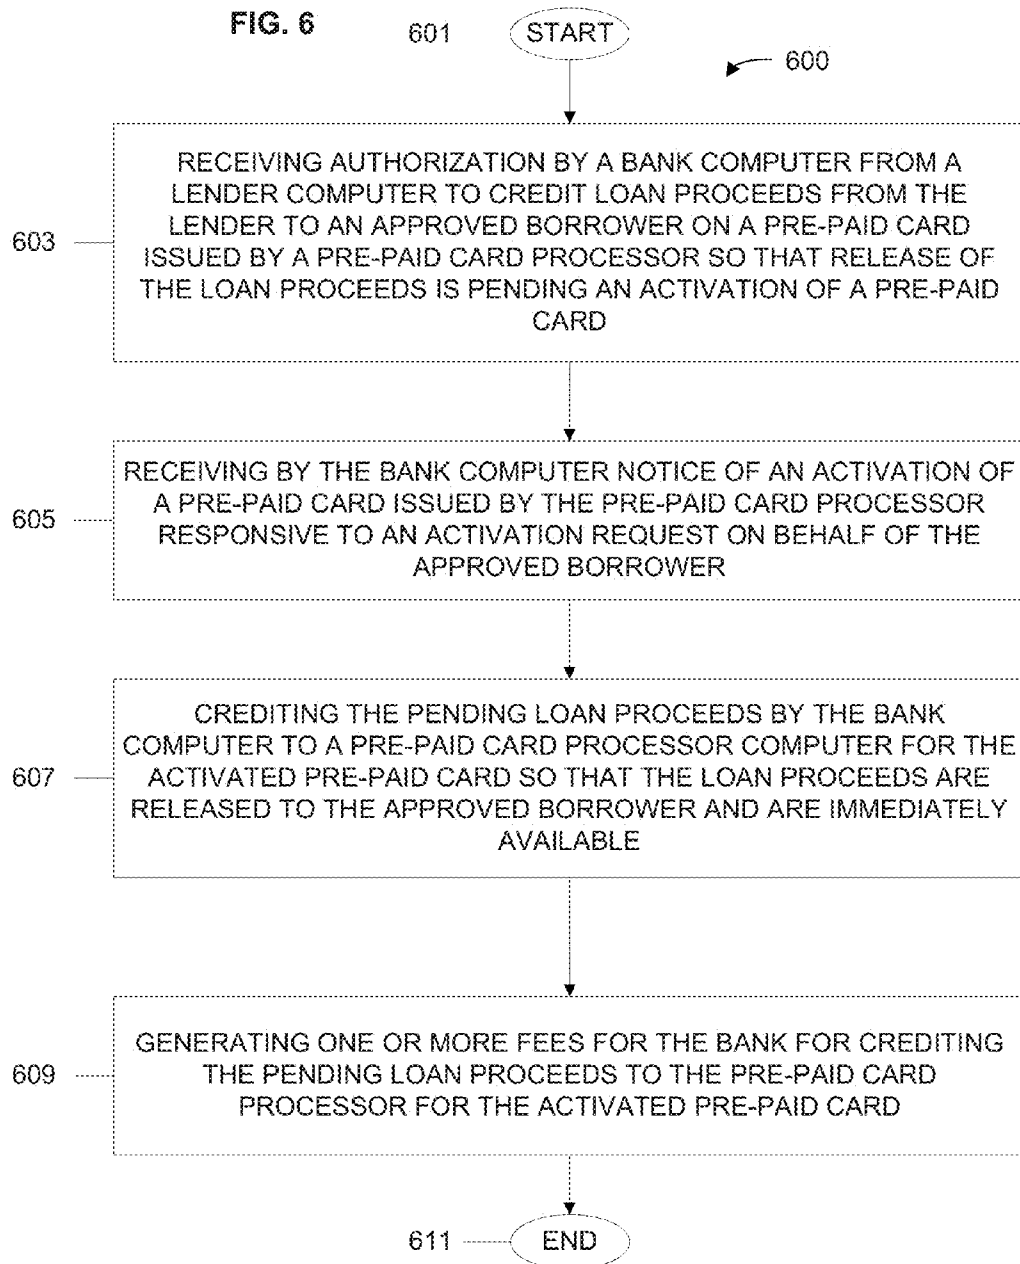 FIG. 6
601
START
600
603
RECEIVING AUTHORIZATION BY A BANK COMPUTER FROM A
LENDER COMPUTER TO CREDIT LOAN PROCEEDS FROM THE
LENDER TO AN APPROVED BORROWER ON A PRE-PAID CARD
ISSUED BY A PRE-PAID CARD PROCESSOR SO THAT RELEASE OF
THE LOAN PROCEEDS IS PENDING AN ACTIVATION OF A PRE-PAID
CARD
605
RECEIVING BY THE BANK COMPUTER NOTICE OF AN ACTIVATION OF
A PRE-PAID CARD ISSUED BY THE PRE-PAID CARD PROCESSOR
RESPONSIVE TO AN ACTIVATION REQUEST ON BEHALF OF THE
APPROVED BORROWER
607
CREDITING THE PENDING LOAN PROCEEDS BY THE BANK
COMPUTER TO A PRE-PAID CARD PROCESSOR COMPUTER FOR THE
ACTIVATED PRE-PAID CARD SO THAT THE LOAN PROCEEDS ARE
RELEASED TO THE APPROVED BORROWER AND ARE IMMEDIATELY
AVAILABLE
609
GENERATING ONE OR MORE FEES FOR THE BANK FOR CREDITING
THE PENDING LOAN PROCEEDS TO THE PRE-PAID CARD
PROCESSOR FOR THE ACTIVATED PRE-PAID CARD
611
END